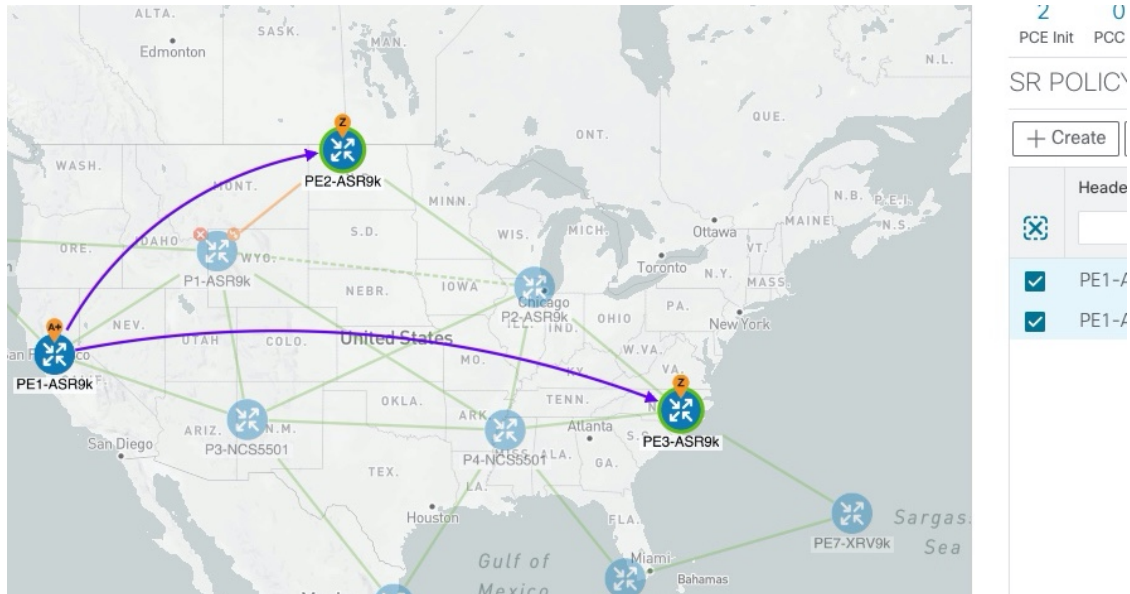 ALTA.
SASK.
MAN.
Edmonton
N.L.
ONT.
QUE.
WASH.
MONT.
PE2-ASR9k
Z
MINN.
N.B.
P.E.I.
N.S.
MAINE
Ottawa
ORE.
IDAHO
S.D.
WIS.
MICH.
VT.
WYO.
P1-ASR9k
Toronto
N.Y.
MASS.
NEBR.
IOWA
Chicago
P2-ASR9k
ILL.
IND.
OHIO
PA.
New York
A+
NEV.
UTAH
COLO.
United States
MO.
KY.
W.VA.
VA.
PE1-ASR9k
CALIF.
Z
OKLA.
ARK.
TENN.
Atlanta
PE3-ASR9k
S.C.
San Diego
ARIZ.
N.M.
P3-NCS5501
P4-NCS5501
MISS.
ALA.
GA.
TEX.
LA.
Houston
FLA.
PE7-XRV9k
Sargas
Sea
Gulf of
Mexico
Miami
Bahamas
2 0
PCE Init PCC
SR POLICY
+ Create
Heade
PE1-A
PE1-A